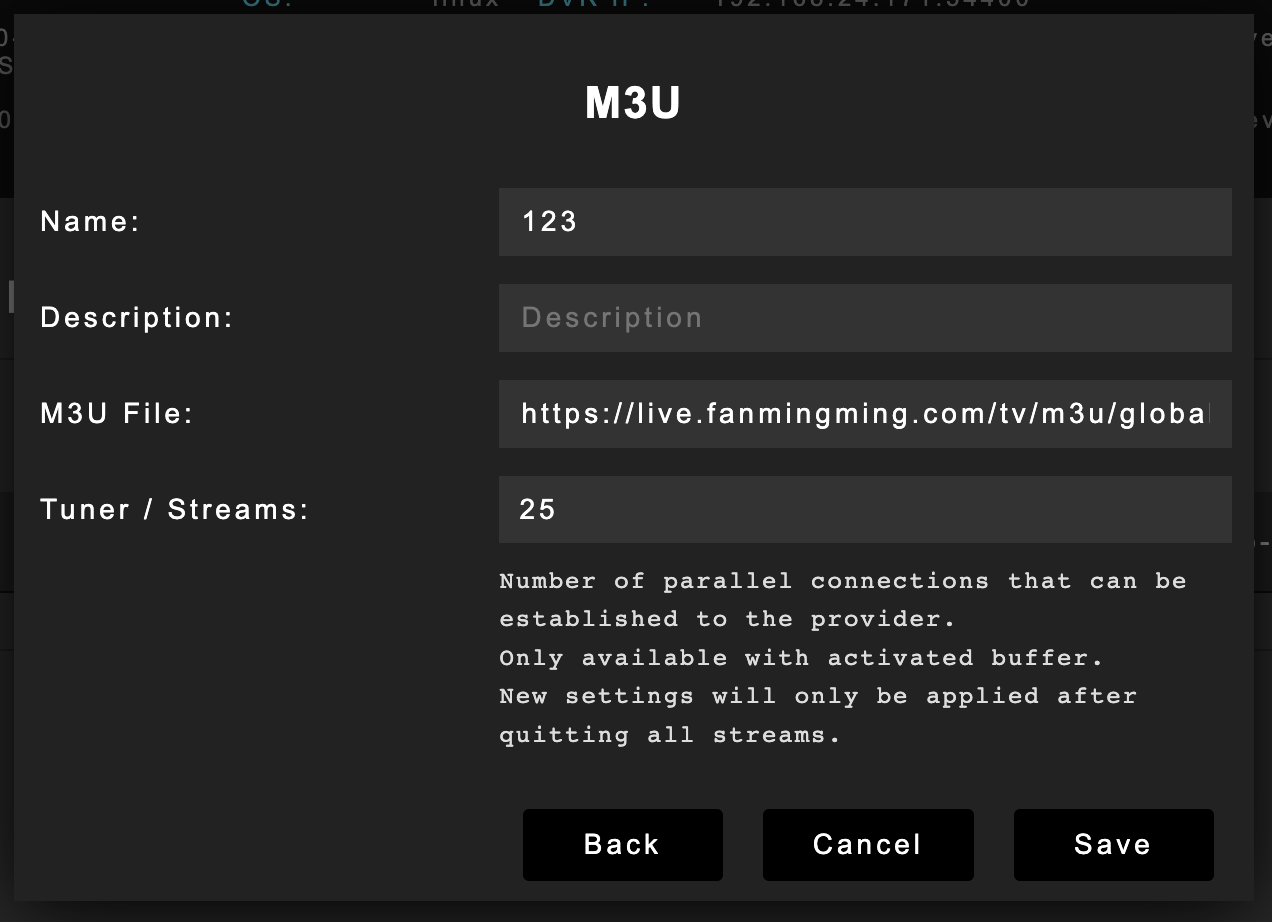 M3U
Name: 123
Description: Description
M3U File: https://live.fanmingming.com/tv/m3u/globa
Tuner / Streams: 25
Number of parallel connections that can be
established to the provider.
Only available with activated buffer.
New settings will only be applied after
quitting all streams.
Back Cancel Save